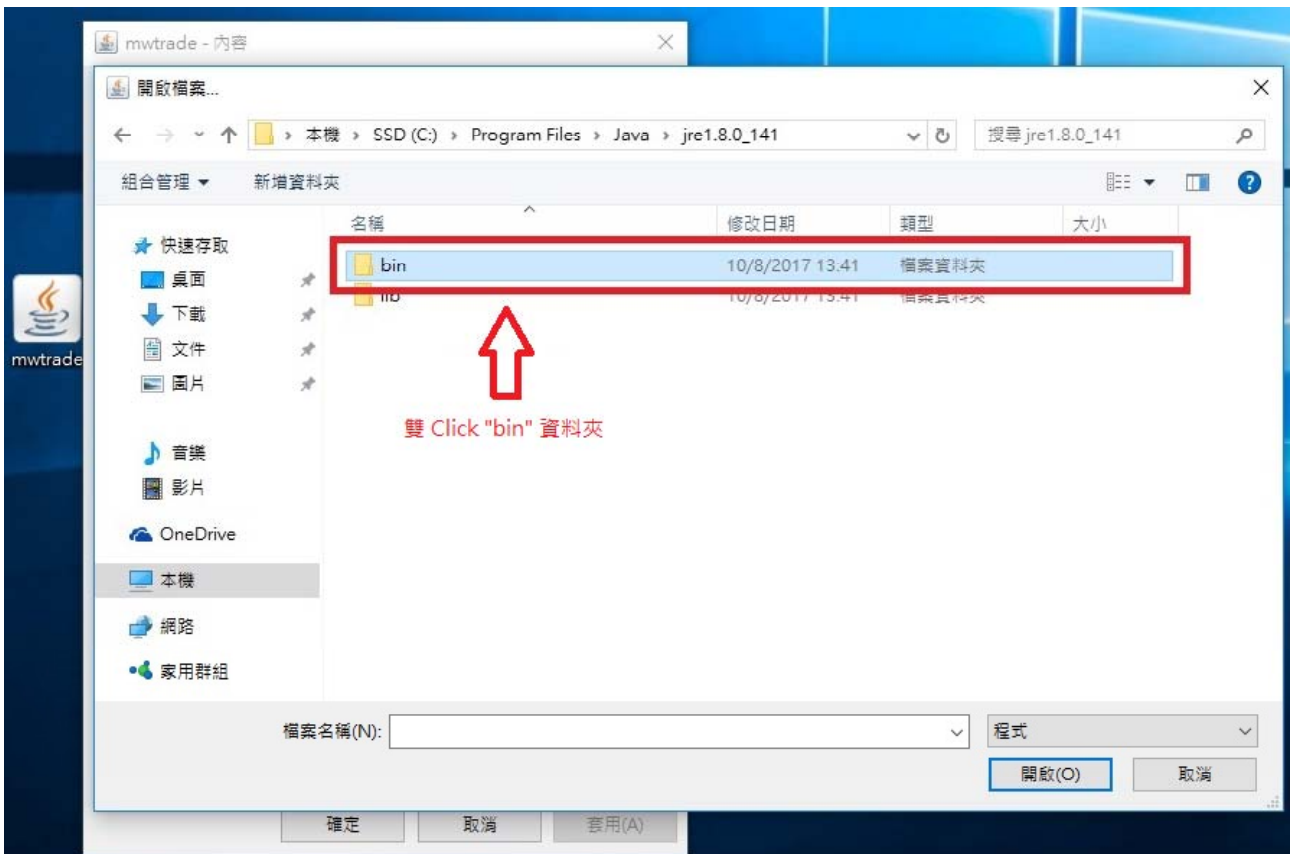 mwtrade - 內容
開啟檔案...
本機 › SSD (C:) › Program Files › Java › jre1.8.0_141
搜尋 jre1.8.0_141
組合管理 新增資料夾
名稱 修改日期 類型 大小
快速存取
桌面
下載
文件
圖片
音樂
影片
OneDrive
本機
網路
家用群組
bin 10/8/2017 13:41 檔案資料夾
lib 10/8/2017 13:41 檔案資料夾
雙 Click "bin" 資料夾
mwtrade
檔案名稱(N):
程式
開啟(O) 取消
確定 取消 套用(A)